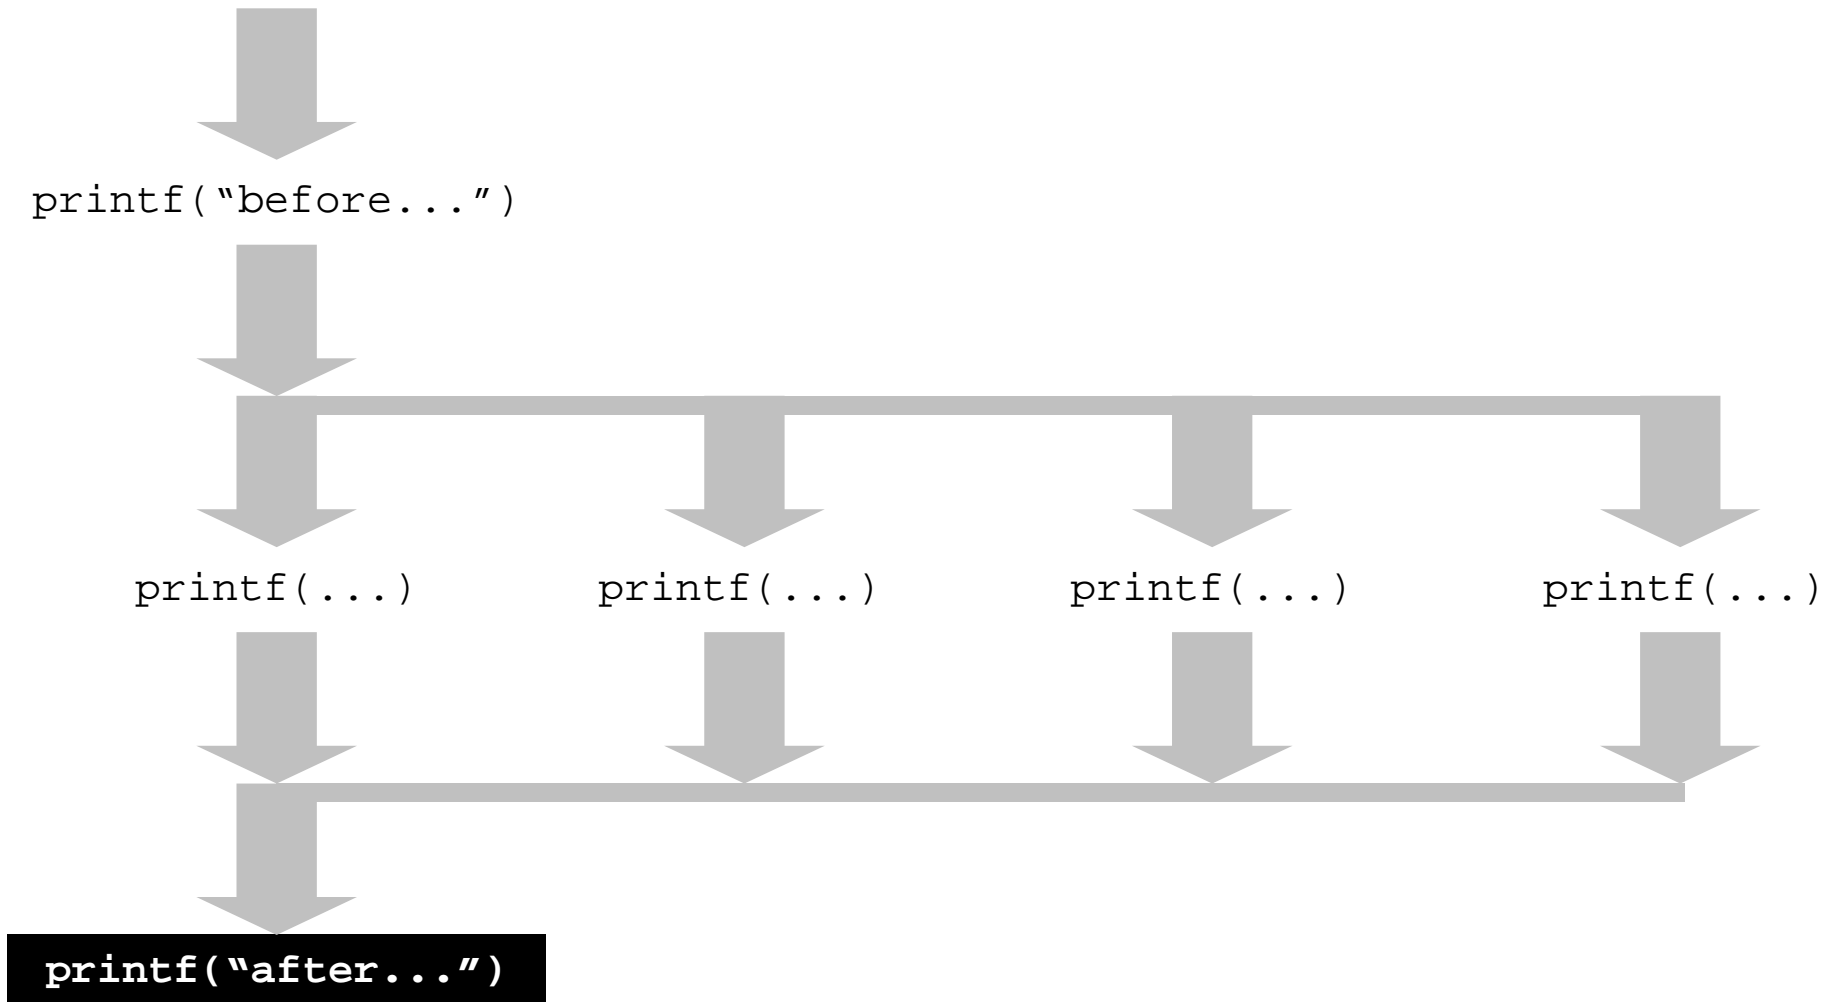 printf(“before...”)
printf(...) printf(...) printf(...) printf(...)
printf(“after...”)